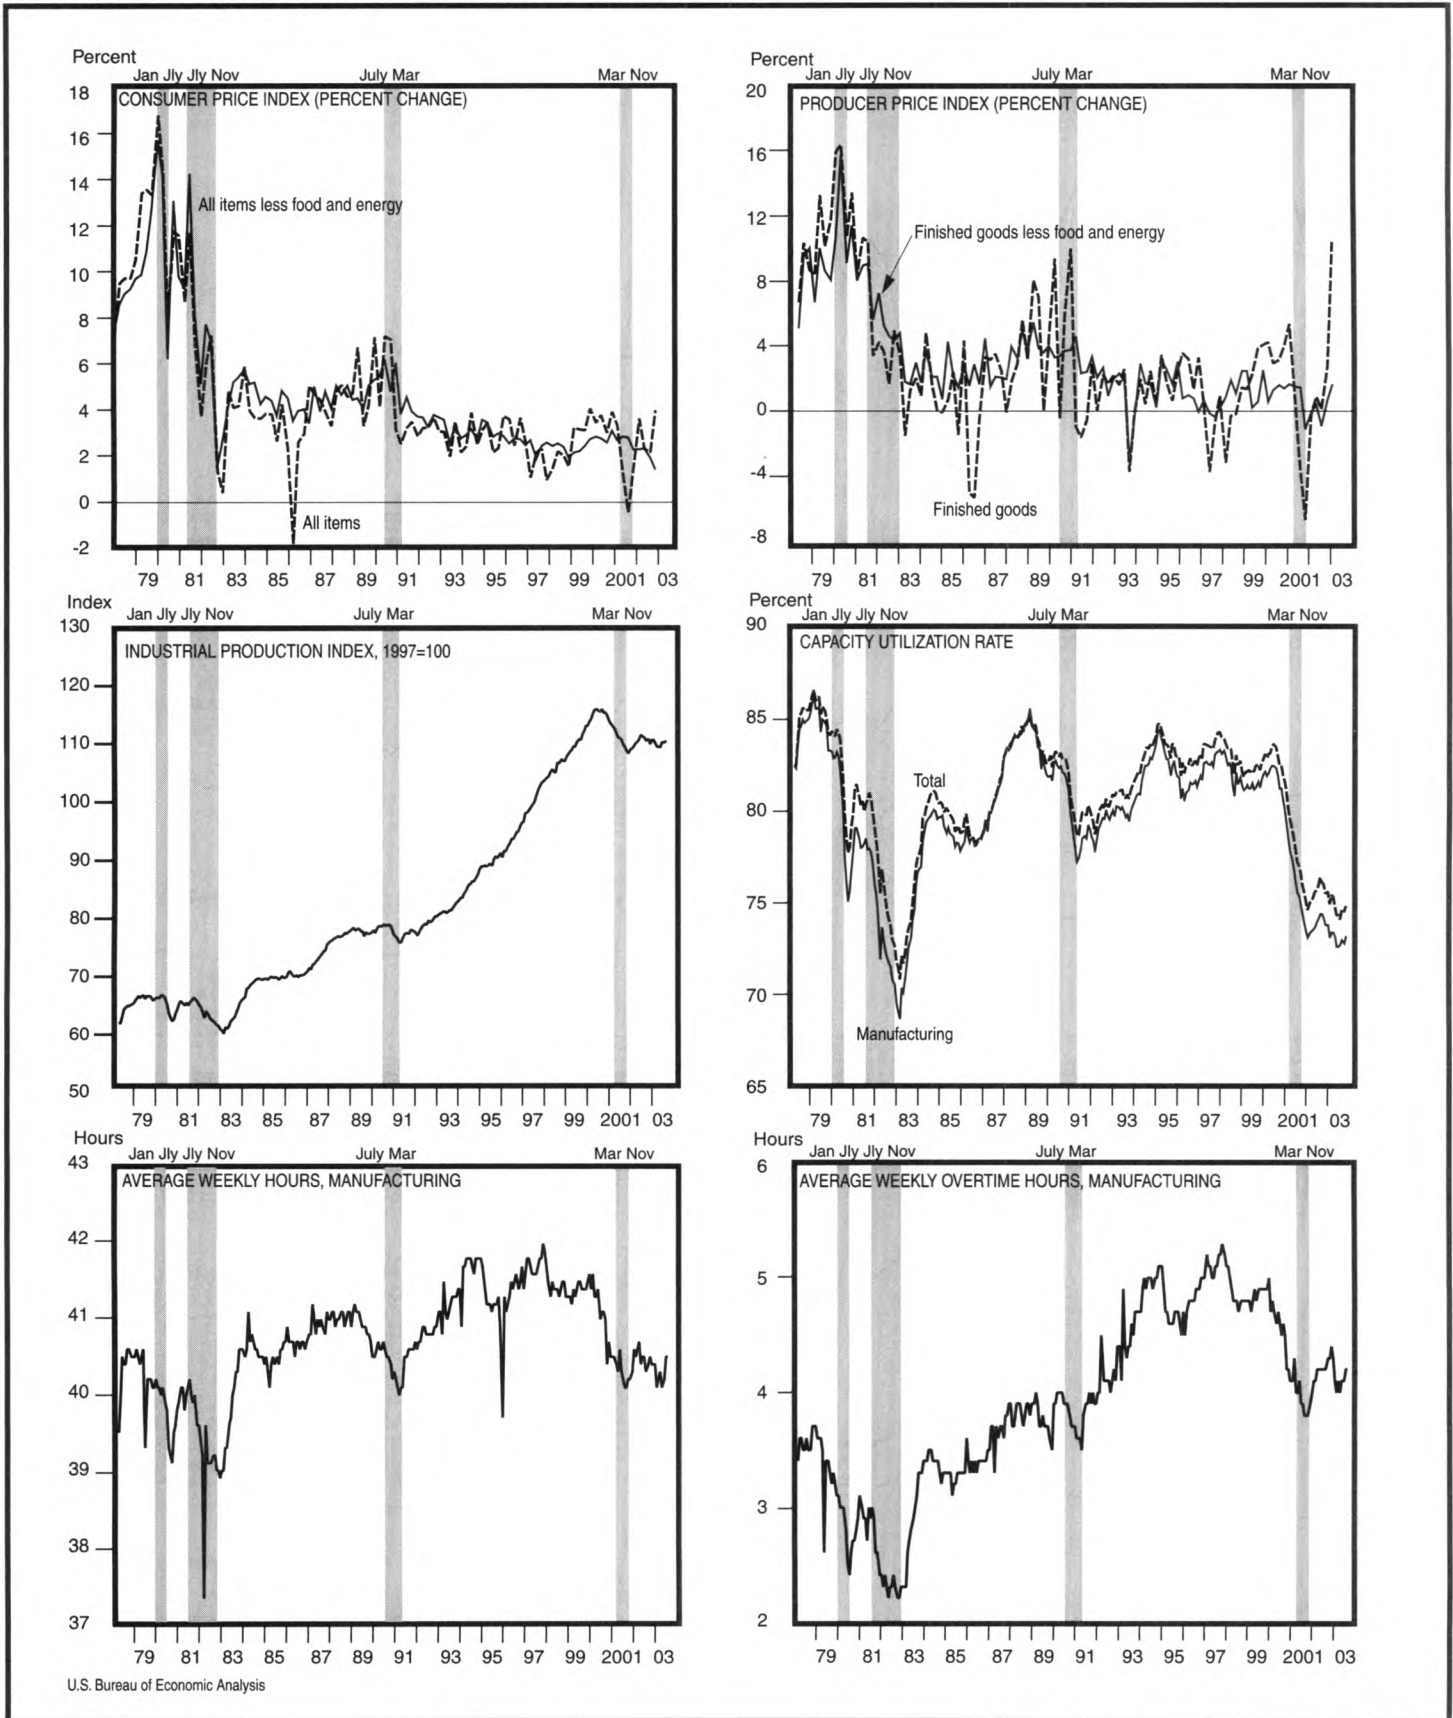 Percent
Jan Jly Jly Nov July Mar Mar Nov
CONSUMER PRICE INDEX (PERCENT CHANGE)
18
16
14
12
10
8
6
4
2
0
-2
All items less food and energy
All items
79 81 83 85 87 89 91 93 95 97 99 2001 03
Percent
Jan Jly Jly Nov July Mar Mar Nov
PRODUCER PRICE INDEX (PERCENT CHANGE)
20
16
12
8
4
0
-4
-8
Finished goods less food and energy
Finished goods
79 81 83 85 87 89 91 93 95 97 99 2001 03
Index
Jan Jly Jly Nov July Mar Mar Nov
INDUSTRIAL PRODUCTION INDEX, 1997=100
130
120
110
100
90
80
70
60
50
79 81 83 85 87 89 91 93 95 97 99 2001 03
Percent
Jan Jly Jly Nov July Mar Mar Nov
CAPACITY UTILIZATION RATE
90
85
80
75
70
65
Total
Manufacturing
79 81 83 85 87 89 91 93 95 97 99 2001 03
Hours
Jan Jly Jly Nov July Mar Mar Nov
AVERAGE WEEKLY HOURS, MANUFACTURING
43
42
41
40
39
38
37
79 81 83 85 87 89 91 93 95 97 99 2001 03
Hours
Jan Jly Jly Nov July Mar Mar Nov
AVERAGE WEEKLY OVERTIME HOURS, MANUFACTURING
6
5
4
3
2
79 81 83 85 87 89 91 93 95 97 99 2001 03
U.S. Bureau of Economic Analysis